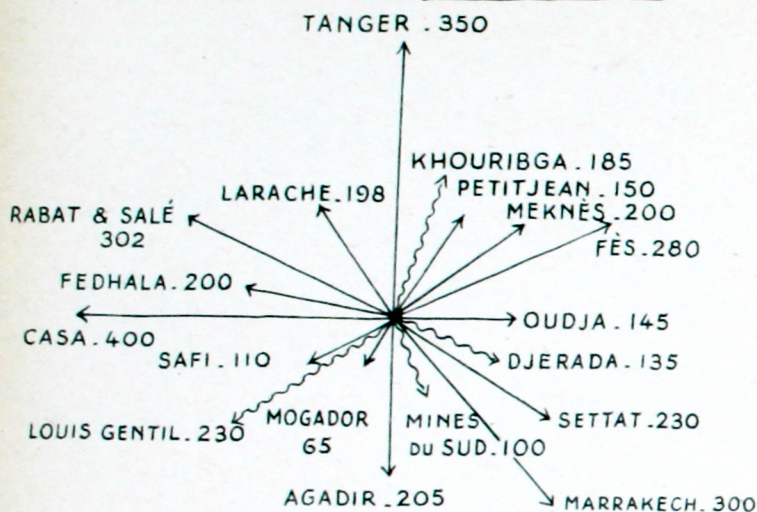 TANGER . 350
KHOURIBGA . 185
PETITJEAN . 150
LARACHE . 198
MEKNÈS . 200
RABAT & SALÉ
302
FÈS . 280
FEDHALA . 200
OUDJA . 145
CASA . 400
SAFI . 110
DJERADA . 135
LOUIS GENTIL . 230
MOGADOR
65
MINES
DU SUD . 100
SETTAT . 230
AGADIR . 205
MARRAKECH . 300